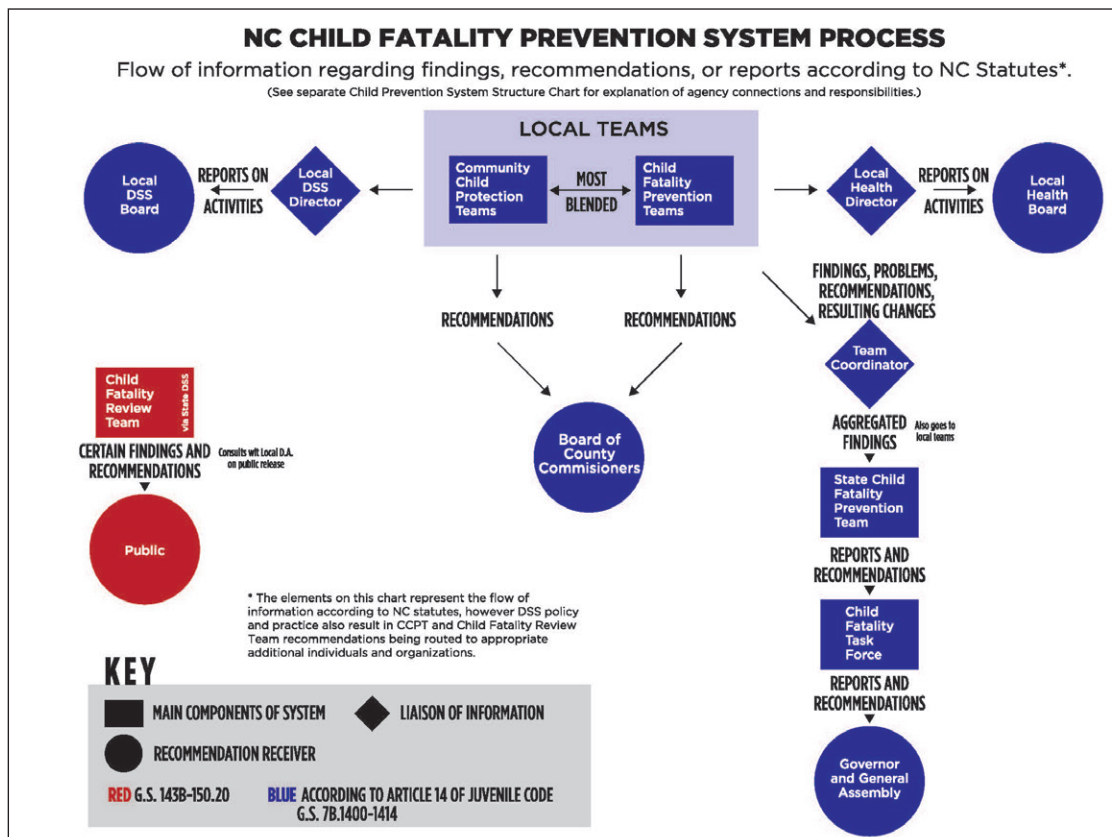 NC CHILD FATALITY PREVENTION SYSTEM PROCESS
Flow of information regarding findings, recommendations, or reports according to NC Statutes*.
(See separate Child Prevention System Structure Chart for explanation of agency connections and responsibilities.)
LOCAL TEAMS
Community
Child
Protection
Teams
MOST
BLENDED
Child
Fatality
Prevention
Teams
Local
DSS
Director
REPORTS ON
ACTIVITIES
Local
DSS
Board
Local
Health
Director
REPORTS ON
ACTIVITIES
Local
Health
Board
RECOMMENDATIONS
RECOMMENDATIONS
Board of
County
Commisioners
FINDINGS, PROBLEMS,
RECOMMENDATIONS,
RESULTING CHANGES
Team
Coordinator
AGGREGATED
FINDINGS
Also goes to
local teams
State Child
Fatality
Prevention
Team
REPORTS AND
RECOMMENDATIONS
Child
Fatality
Task
Force
REPORTS AND
RECOMMENDATIONS
Governor
and General
Assembly
Child
Fatality
Review
Team
via State DSS
CERTAIN FINDINGS AND
RECOMMENDATIONS
Consults wit Local D.A.
on public release
Public
* The elements on this chart represent the flow of
information according to NC statutes, however DSS policy
and practice also result in CCPT and Child Fatality Review
Team recommendations being routed to appropriate
additional individuals and organizations.
KEY
MAIN COMPONENTS OF SYSTEM
LIAISON OF INFORMATION
RECOMMENDATION RECEIVER
RED G.S. 143B-150.20
BLUE ACCORDING TO ARTICLE 14 OF JUVENILE CODE
G.S. 7B.1400-1414